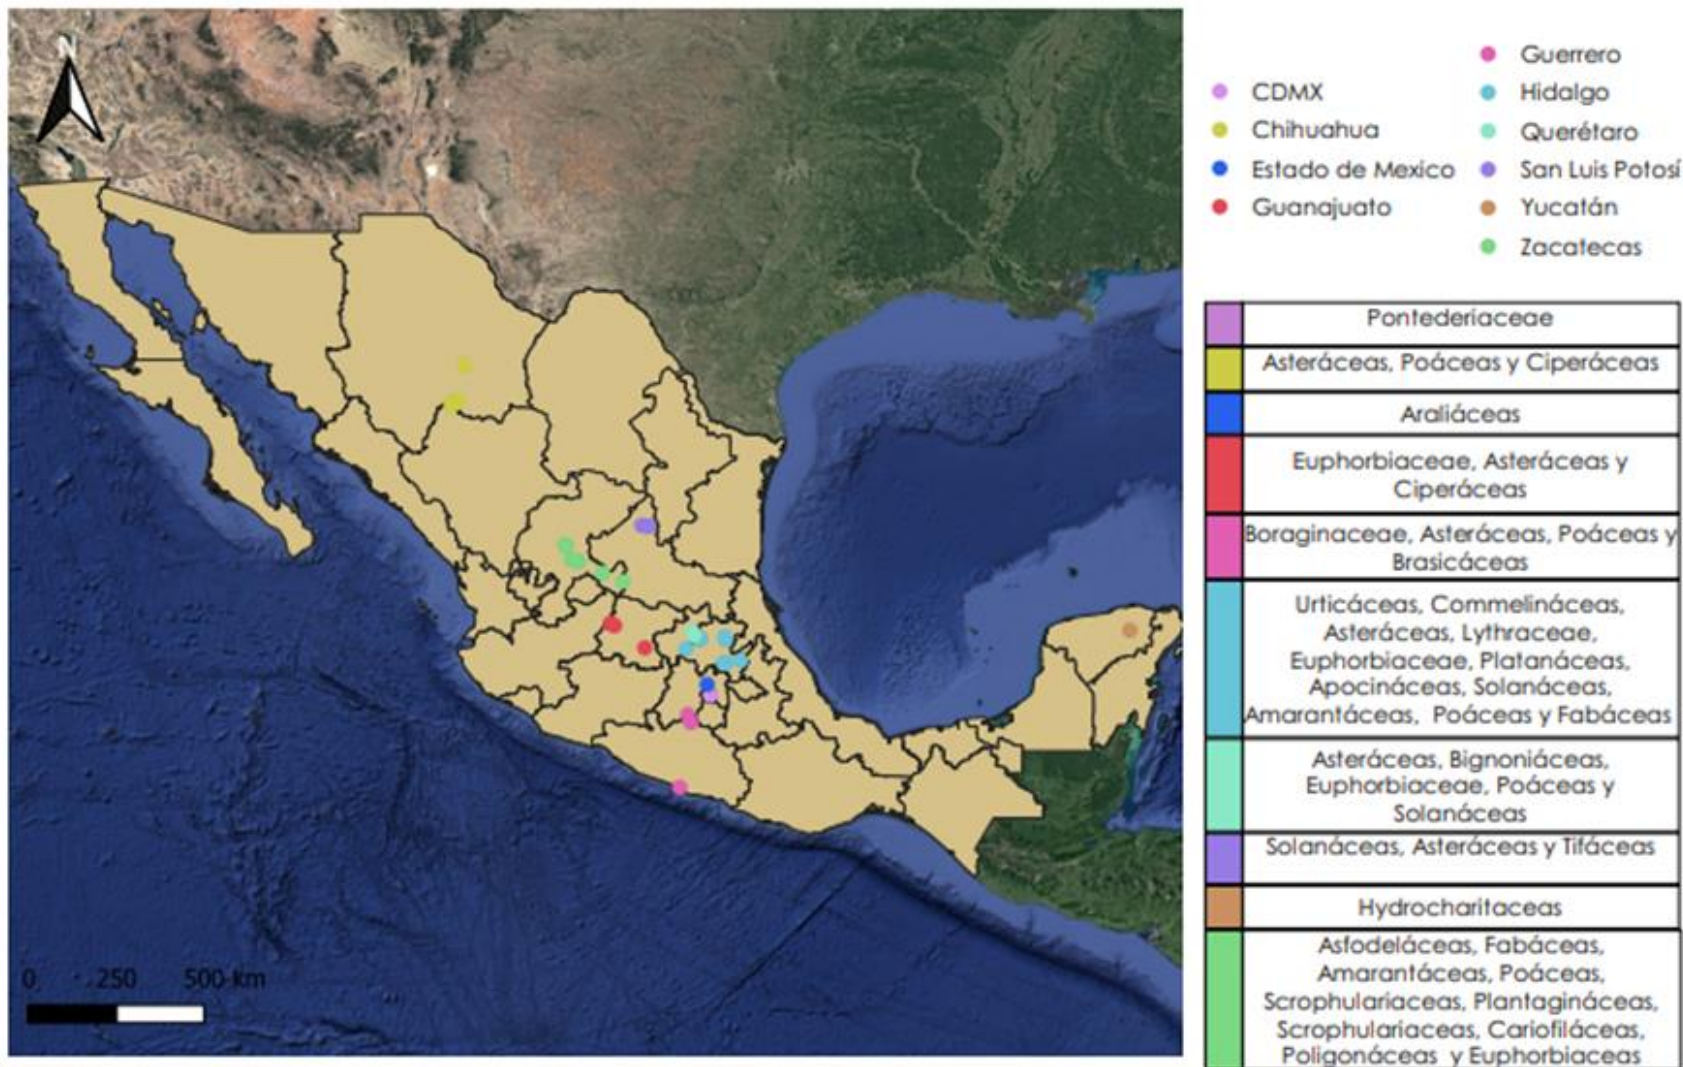 N
CDMX
Chihuahua
Estado de Mexico
Guanajuato
Guerrero
Hidalgo
Querétaro
San Luis Potosí
Yucatán
Zacatecas
Pontederiaceae
Asteráceas, Poáceas y Ciperáceas
Araliáceas
Euphorbiaceae, Asteráceas y
Ciperáceas
Boraginaceae, Asteráceas, Poáceas y
Brasicáceas
Urticáceas, Commelináceas,
Asteráceas, Lythraceae,
Euphorbiaceae, Platanáceas,
Apocináceas, Solanáceas,
Amarantáceas, Poáceas y Fabáceas
Asteráceas, Bignoniáceas,
Euphorbiaceae, Poáceas y
Solanáceas
Solanáceas, Asteráceas y Tifáceas
Hydrocharitaceas
Asfodeláceas, Fabáceas,
Amarantáceas, Poáceas,
Scrophulariaceas, Plantagináceas,
Scrophulariaceas, Cariofiláceas,
Poligonáceas y Euphorbiaceas
0 250 500 km